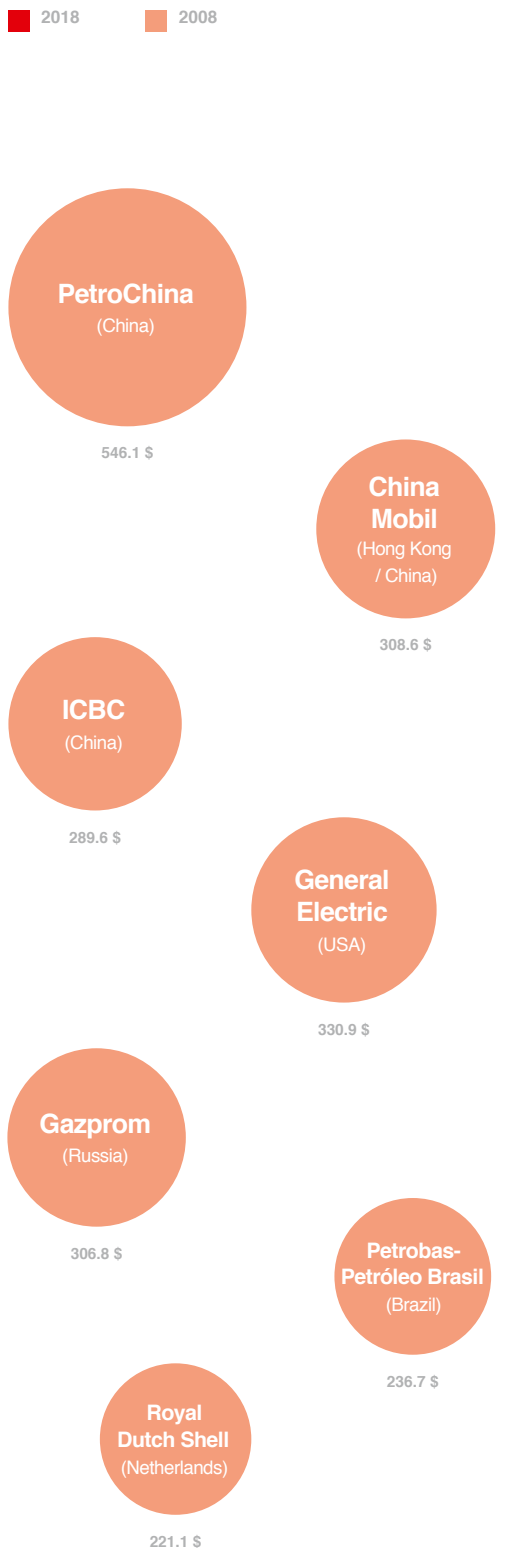 2018
2008
PetroChina
(China)
546.1 $
China
Mobil
(Hong Kong
/ China)
308.6 $
ICBC
(China)
289.6 $
General
Electric
(USA)
330.9 $
Gazprom
(Russia)
306.8 $
Petrobas-
Petróleo Brasil
(Brazil)
236.7 $
Royal
Dutch Shell
(Netherlands)
221.1 $